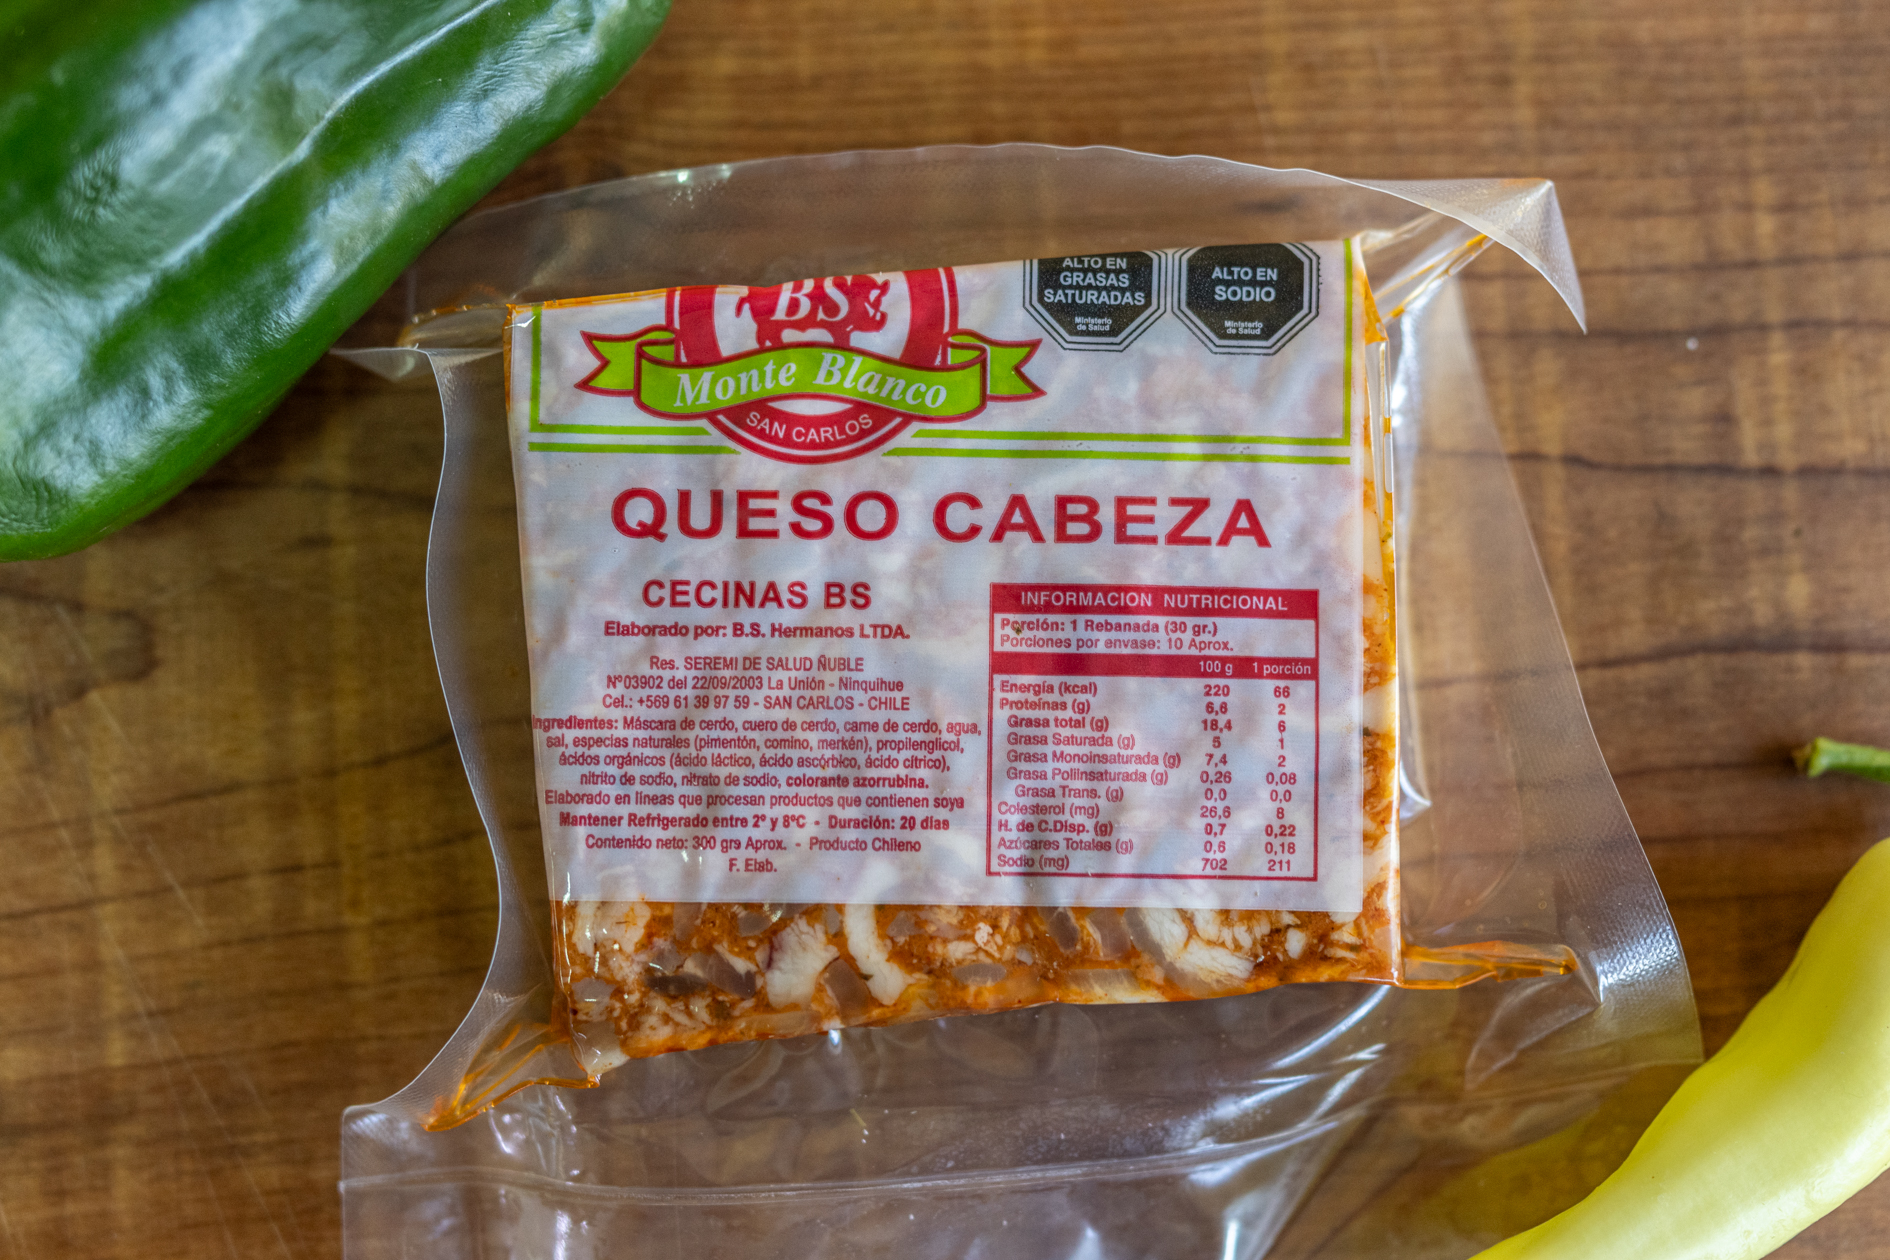 BS
Monte Blanco
SAN CARLOS
ALTO EN
GRASAS
SATURADAS
Ministerio
de Salud
ALTO EN
SODIO
Ministerio
de Salud
QUESO CABEZA
CECINAS BS
Elaborado por: B.S. Hermanos LTDA.
Res. SEREMI DE SALUD ÑUBLE
Nº03902 del 22/09/2003 La Unión - Ninquihue
Cel.: +569 61 39 97 59 - SAN CARLOS - CHILE
Ingredientes: Máscara de cerdo, cuero de cerdo, carne de cerdo, agua,
sal, especias naturales (pimentón, comino, merkén), propilenglicol,
ácidos orgánicos (ácido láctico, ácido ascórbico, ácido cítrico),
nitrito de sodio, nitrato de sodio, colorante azorrubina.
Elaborado en líneas que procesan productos que contienen soya
Mantener Refrigerado entre 2º y 8ºC - Duración: 20 días
Contenido neto: 300 grs Aprox. - Producto Chileno
F. Elab.
INFORMACION NUTRICIONAL
Porción: 1 Rebanada (30 gr.)
Porciones por envase: 10 Aprox.
100 g 1 porción
Energía (kcal) 220 66
Proteínas (g) 6,6 2
Grasa total (g) 18,4 6
Grasa Saturada (g) 5 1
Grasa Monoinsaturada (g) 7,4 2
Grasa Poliinsaturada (g) 0,26 0,08
Grasa Trans. (g) 0,0 0,0
Colesterol (mg) 26,6 8
H. de C.Disp. (g) 0,7 0,22
Azúcares Totales (g) 0,6 0,18
Sodio (mg) 702 211